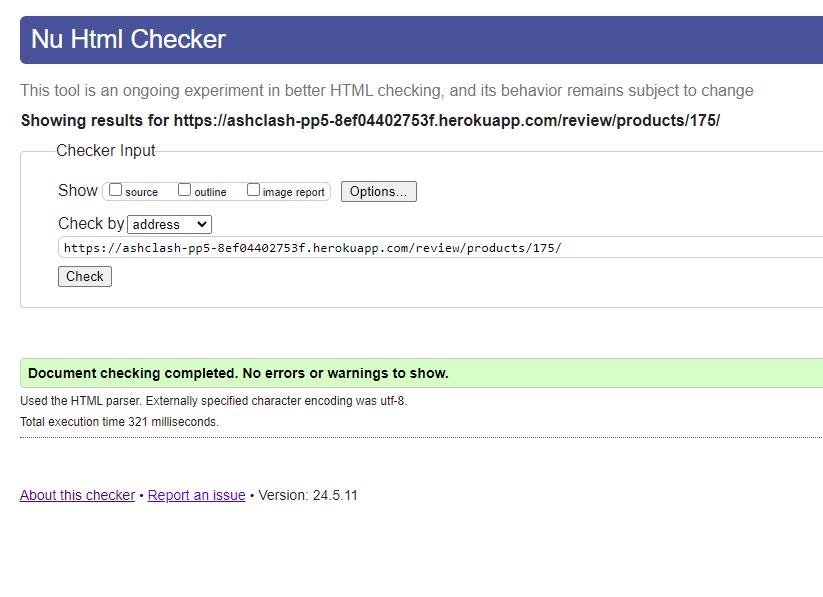 Nu Html Checker
This tool is an ongoing experiment in better HTML checking, and its behavior remains subject to change
Showing results for https://ashclash-pp5-8ef04402753f.herokuapp.com/review/products/175/
Checker Input
Show source outline image report Options...
Check by address
https://ashclash-pp5-8ef04402753f.herokuapp.com/review/products/175/
Check
Document checking completed. No errors or warnings to show.
Used the HTML parser. Externally specified character encoding was utf-8.
Total execution time 321 milliseconds.
About this checker • Report an issue • Version: 24.5.11